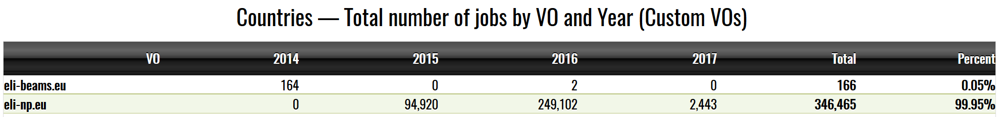 Countries — Total number of jobs by VO and Year (Custom VOs)
VO 2014 2015 2016 2017 Total Percent
eli-beams.eu 164 0 2 0 166 0.05%
eli-np.eu 0 94,920 249,102 2,443 346,465 99.95%